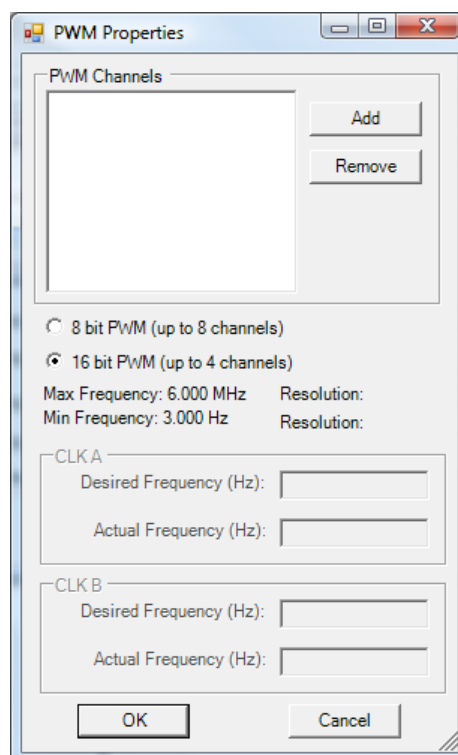 PWM Properties
PWM Channels
Add
Remove
8 bit PWM (up to 8 channels)
16 bit PWM (up to 4 channels)
Max Frequency: 6.000 MHz Resolution:
Min Frequency: 3.000 Hz Resolution:
CLK A
Desired Frequency (Hz):
Actual Frequency (Hz):
CLK B
Desired Frequency (Hz):
Actual Frequency (Hz):
OK Cancel